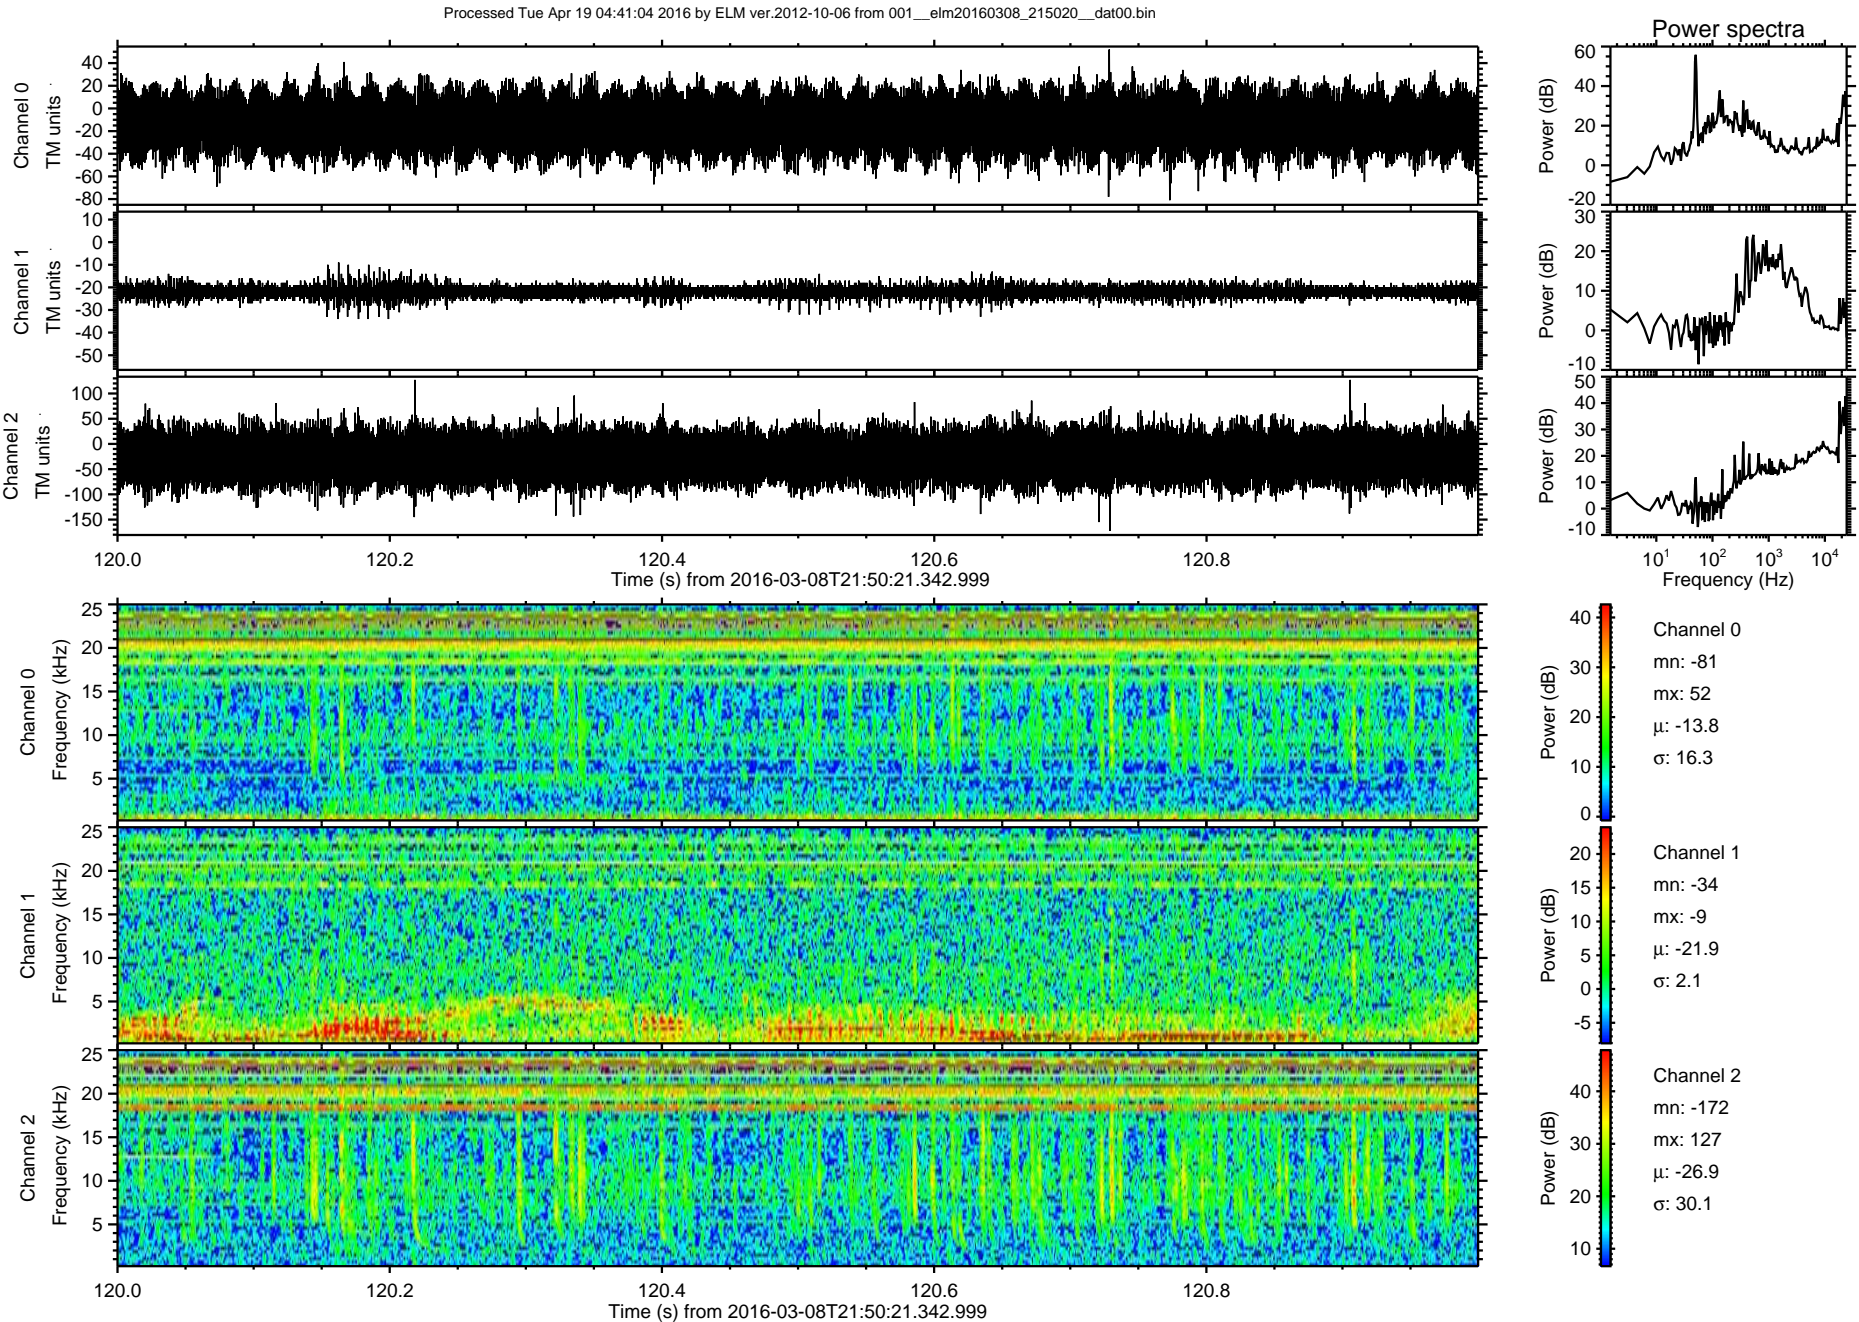 Processed Tue Apr 19 04:41:04 2016 by ELM ver.2012-10-06 from 001__elm20160308_215020__dat00.bin
Power spectra
Channel 0
TM units
40
20
0
-20
-40
-60
-80
Power (dB)
60
40
20
0
-20
Channel 1
TM units
10
0
-10
-20
-30
-40
-50
Power (dB)
30
20
10
0
-10
Channel 2
TM units
100
50
0
-50
-100
-150
Power (dB)
50
40
30
20
10
0
-10
120.0 120.2 120.4 120.6 120.8
Time (s) from 2016-03-08T21:50:21.342.999
10¹ 10² 10³ 10⁴
Frequency (Hz)
Channel 0
Frequency (kHz)
25
20
15
10
5
Power (dB)
40
30
20
10
0
Channel 0
mn: -81
mx: 52
μ: -13.8
σ: 16.3
Channel 1
Frequency (kHz)
25
20
15
10
5
Power (dB)
20
15
10
5
0
-5
Channel 1
mn: -34
mx: -9
μ: -21.9
σ: 2.1
Channel 2
Frequency (kHz)
25
20
15
10
5
Power (dB)
40
30
20
10
Channel 2
mn: -172
mx: 127
μ: -26.9
σ: 30.1
120.0 120.2 120.4 120.6 120.8
Time (s) from 2016-03-08T21:50:21.342.999